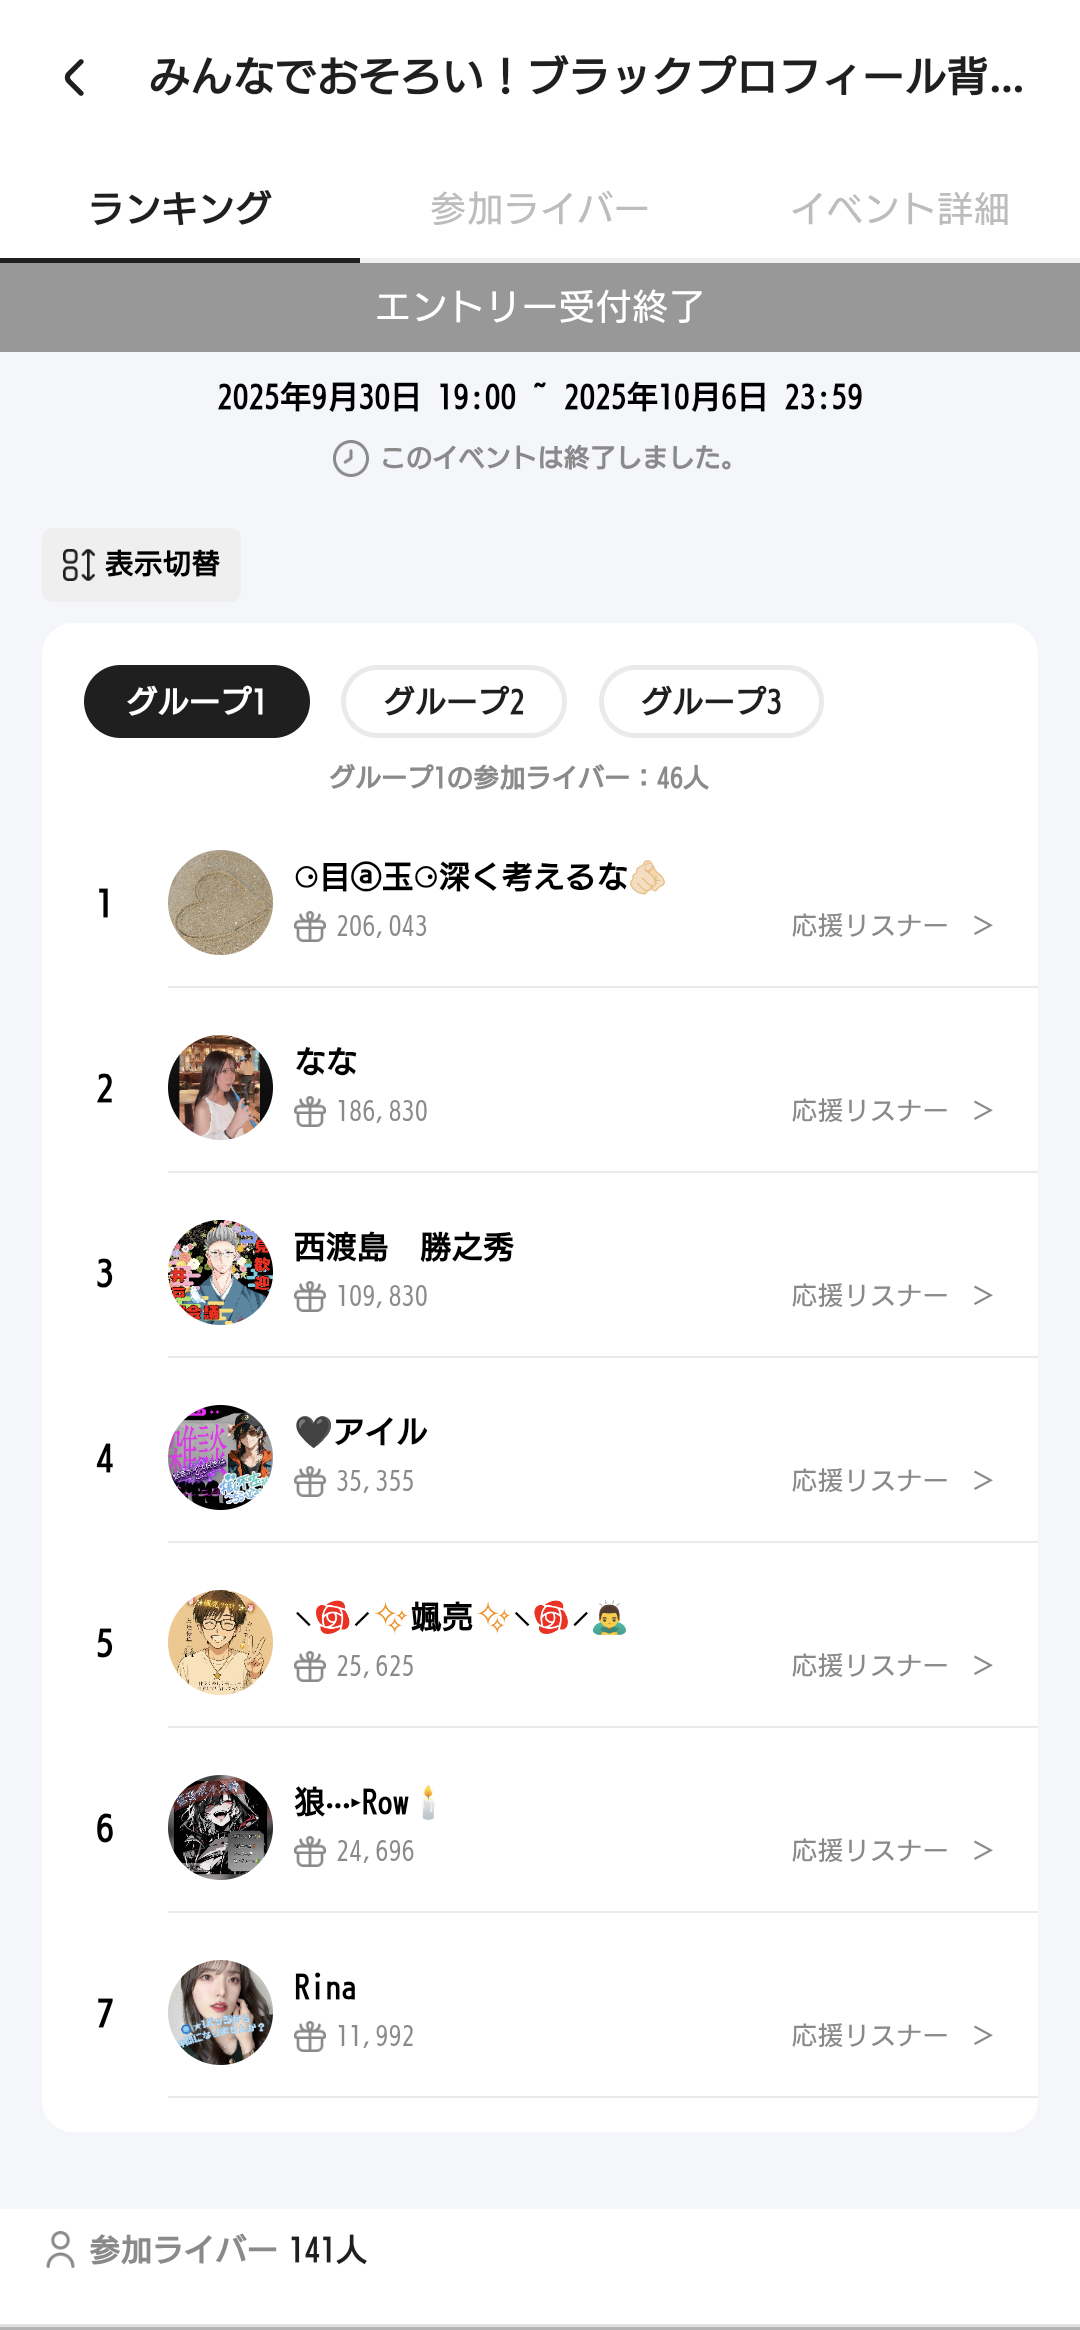 みんなでおそろい！ブラックプロフィール背...
ランキング 参加ライバー イベント詳細
エントリー受付終了
2025年9月30日 19:00 ~ 2025年10月6日 23:59
このイベントは終了しました。
表示切替
グループ1 グループ2 グループ3
グループ1の参加ライバー：46人
1
⚆目ⓐ玉⚆深く考えるな🫵🏻
206,043 応援リスナー >
2
なな
186,830 応援リスナー >
3
西渡島　勝之秀
109,830 応援リスナー >
4
🖤アイル
35,355 応援リスナー >
5
⸌🌹⸍✨颯亮✨⸌🌹⸍🙇‍♂️
25,625 応援リスナー >
6
狼┈▸Row🕯️
24,696 応援リスナー >
7
Rina
11,992 応援リスナー >
参加ライバー 141人